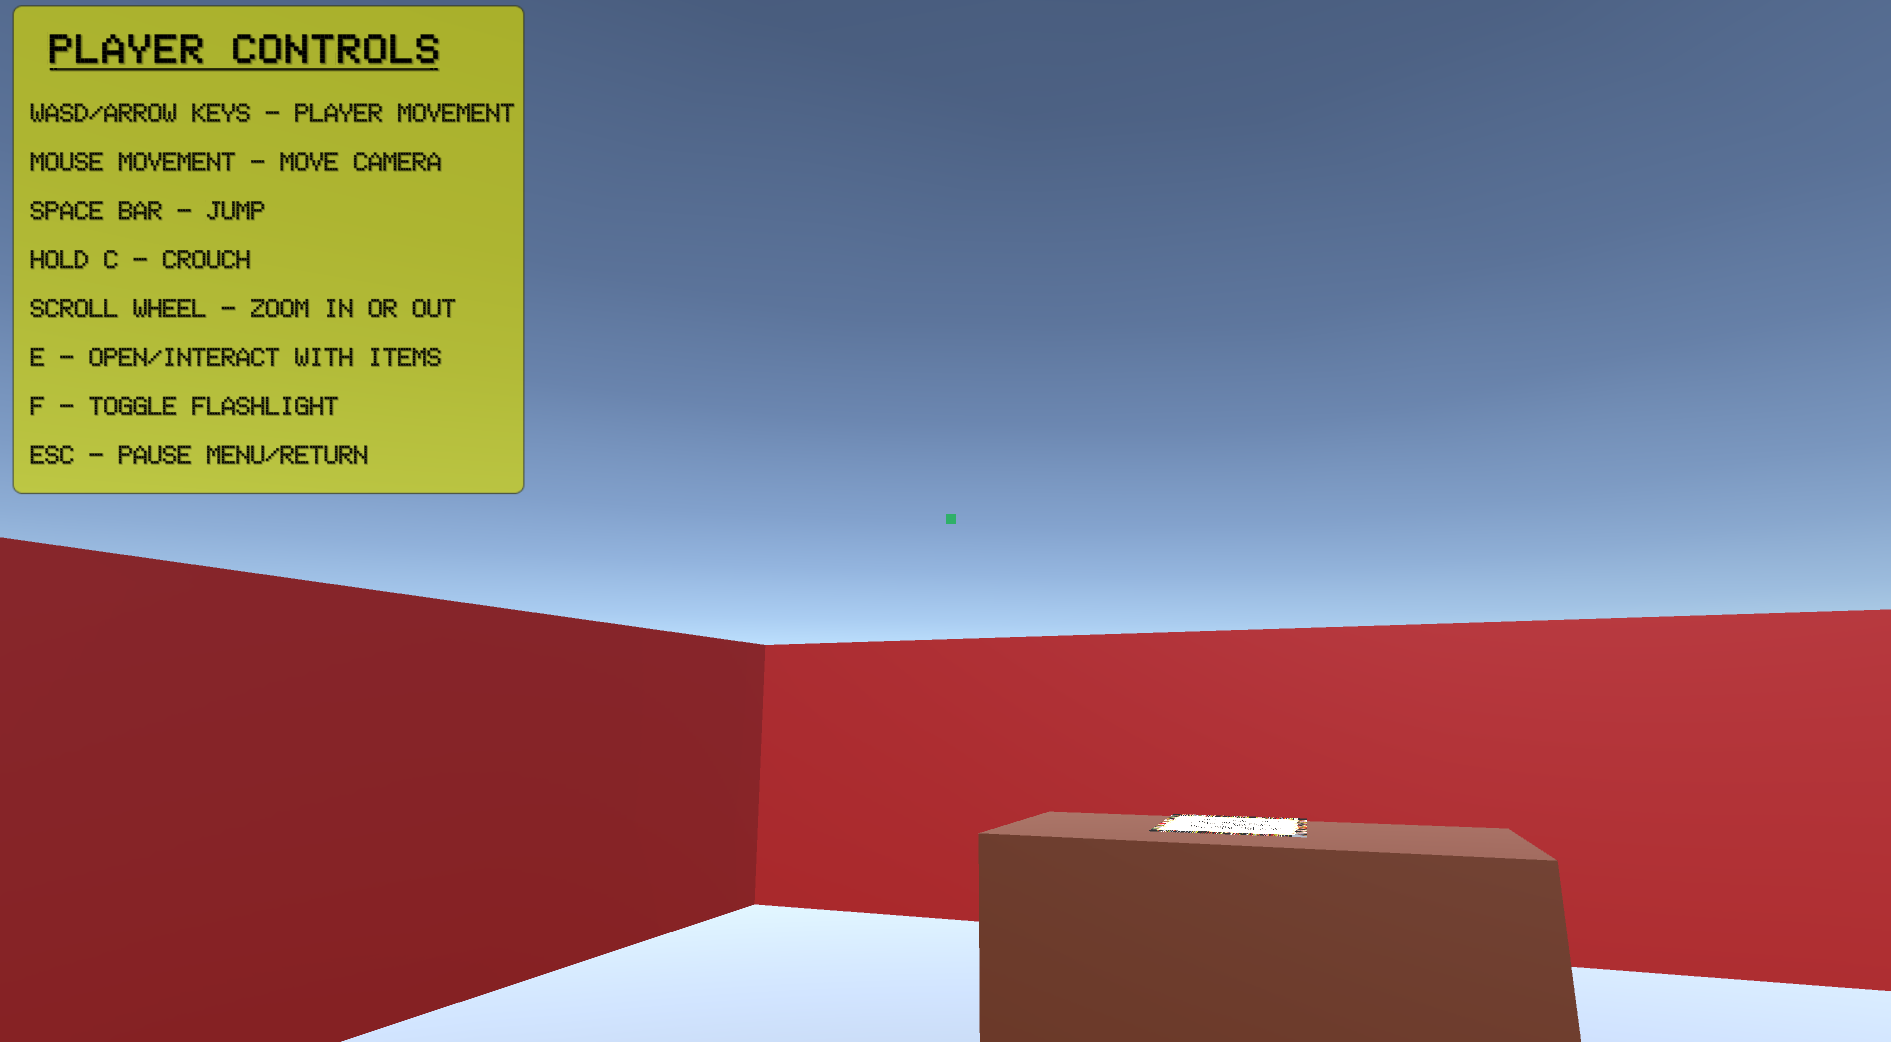 PLAYER CONTROLS
WASD/ARROW KEYS - PLAYER MOVEMENT
MOUSE MOVEMENT - MOVE CAMERA
SPACE BAR - JUMP
HOLD C - CROUCH
SCROLL WHEEL - ZOOM IN OR OUT
E - OPEN/INTERACT WITH ITEMS
F - TOGGLE FLASHLIGHT
ESC - PAUSE MENU/RETURN